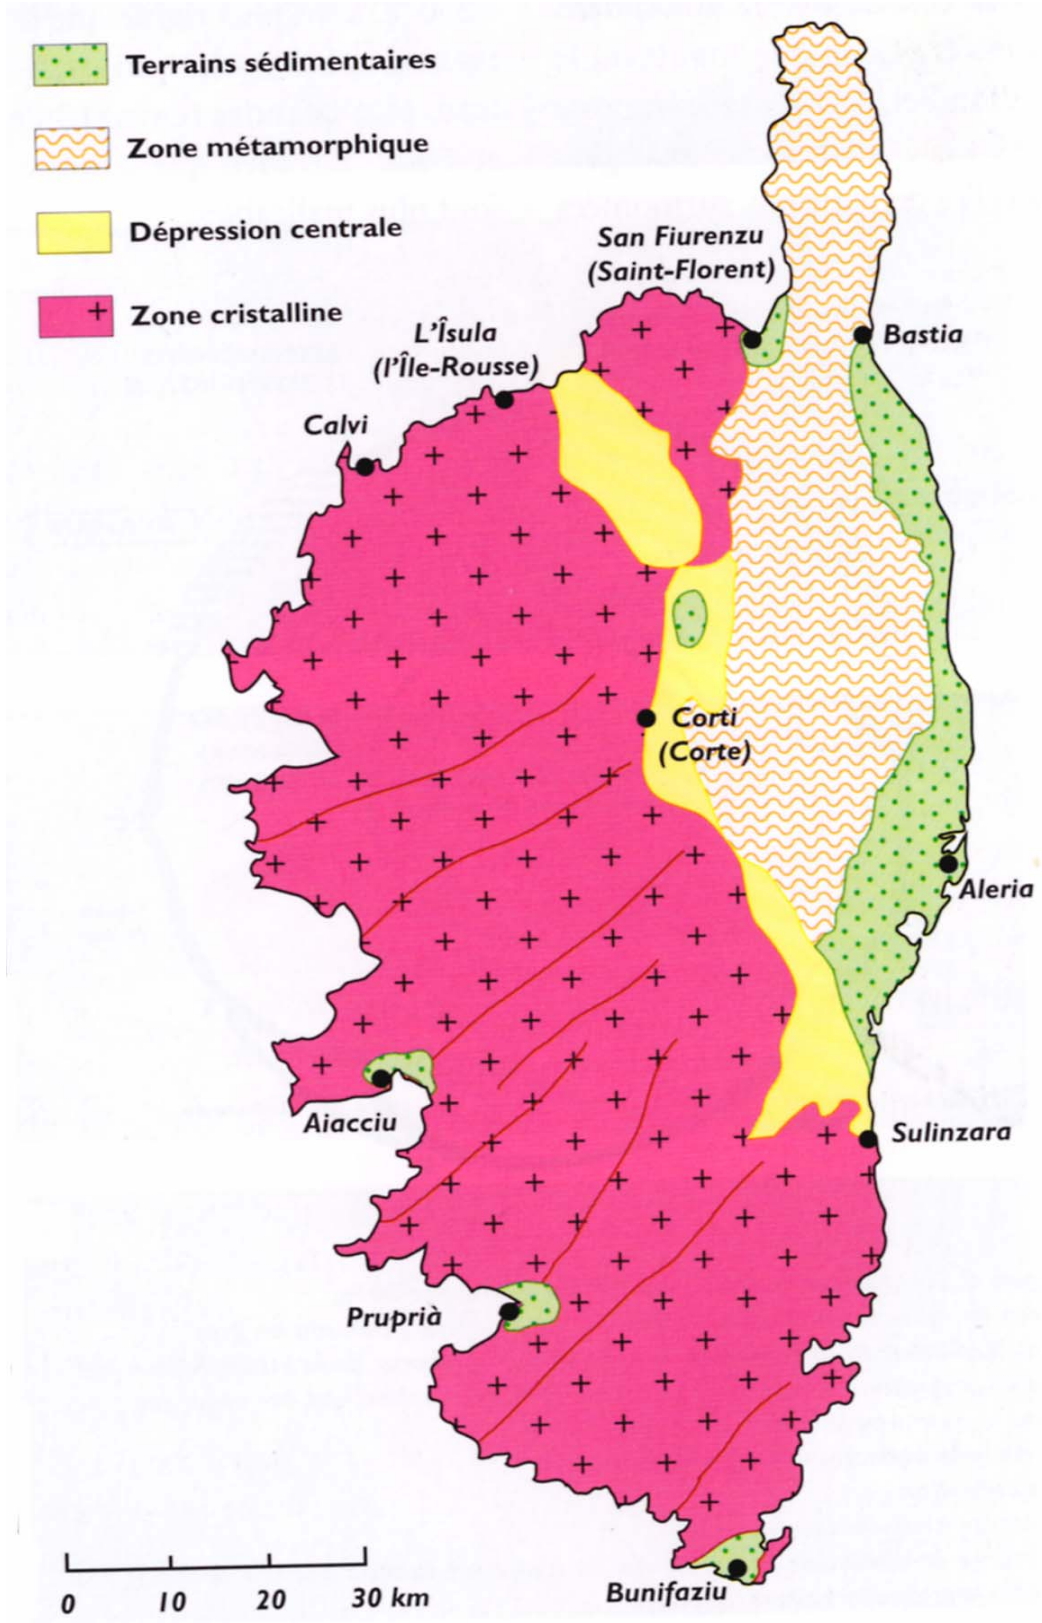 Terrains sédimentaires
Zone métamorphique
Dépression centrale
Zone cristalline
San Fiurenzu
(Saint-Florent)
L'Îsula
(l'Île-Rousse)
Bastia
Calvi
Corti
(Corte)
Aleria
Aiacciu
Sulinzara
Pruprià
Bunifaziu
0 10 20 30 km